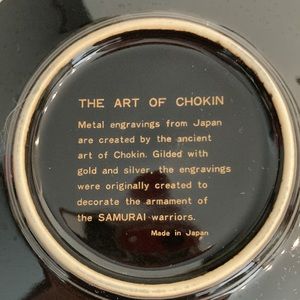 THE ART OF CHOKIN
Metal engravings from Japan
are created by the ancient
art of Chokin. Gilded with
gold and silver, the engravings
were originally created to
decorate the armament of
the SAMURAI warriors.
Made in Japan